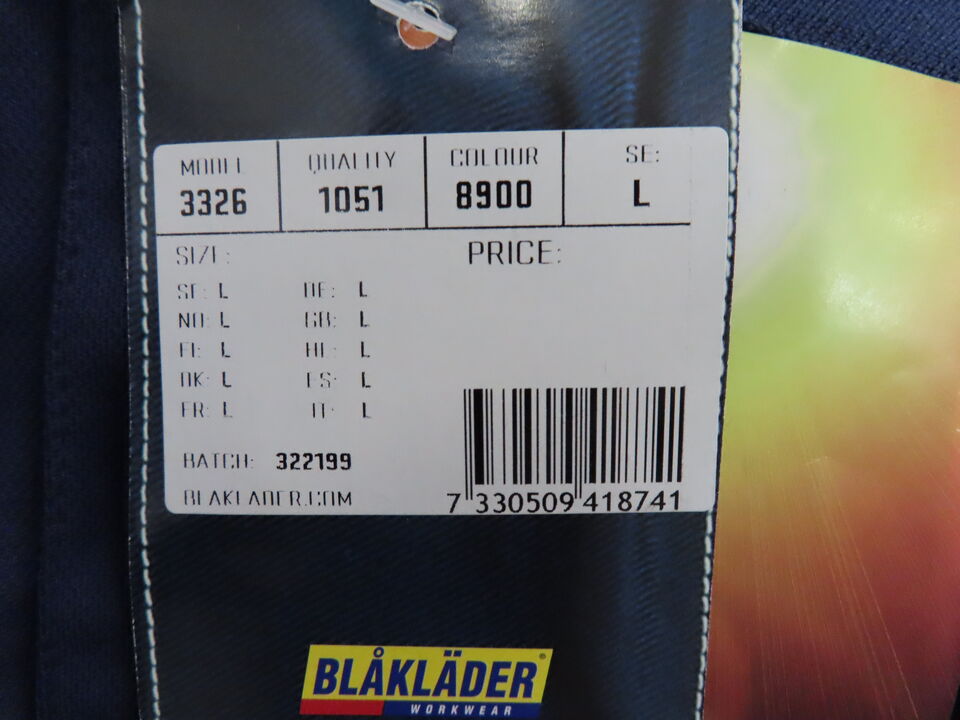 MODEL QUALITY COLOUR SE:
3326 1051 8900 L
SIZE: PRICE:
SE: L DE: L
NO: L GB: L
FI: L NL: L
DK: L ES: L
FR: L IT: L
BATCH: 322199
BLAKLADER.COM
7 330509 418741
BLÅKLÄDER®
WORKWEAR